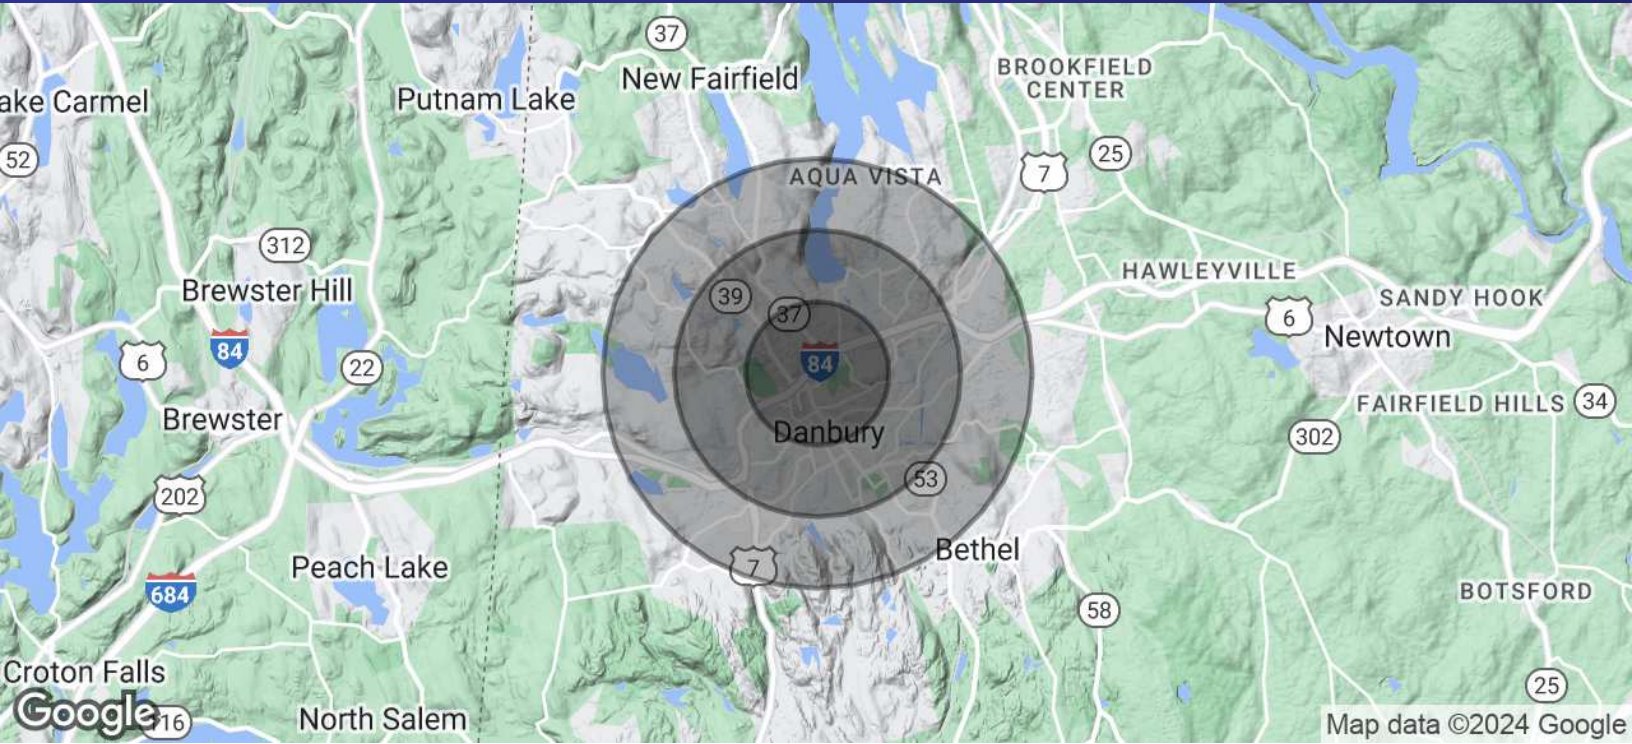 37
New Fairfield
BROOKFIELD
CENTER
ake Carmel
Putnam Lake
52
25
7
AQUA VISTA
312
Brewster Hill
HAWLEYVILLE
39
37
SANDY HOOK
6
Newtown
84
6
84
22
Brewster
Danbury
FAIRFIELD HILLS
34
302
53
202
Bethel
Peach Lake
7
684
BOTSFORD
58
Croton Falls
25
Google
116
North Salem
Map data ©2024 Google